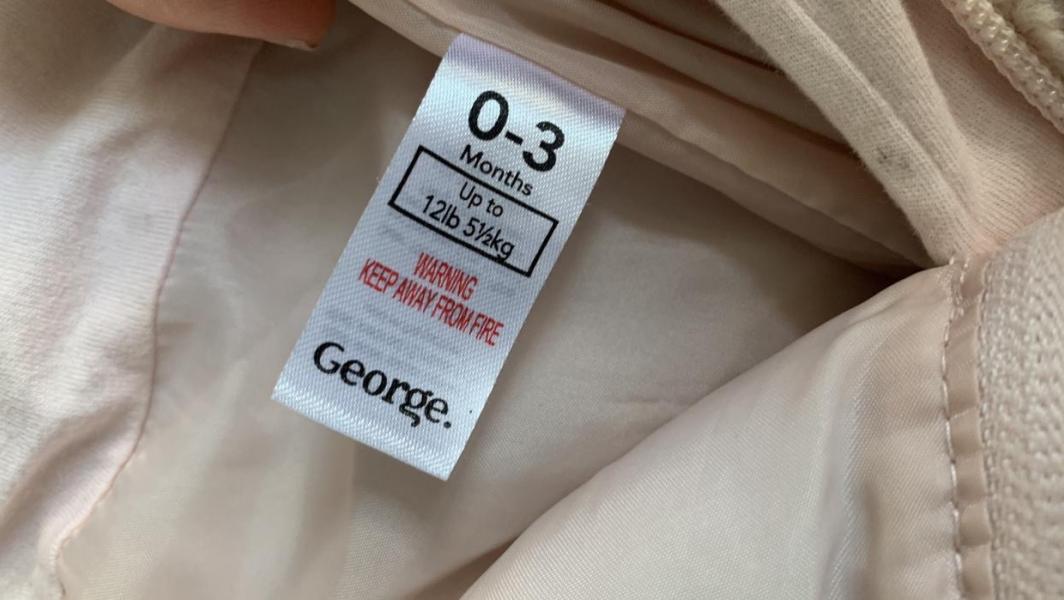 0-3
Months
Up to
12lb 5½kg
WARNING
KEEP AWAY FROM FIRE
George.